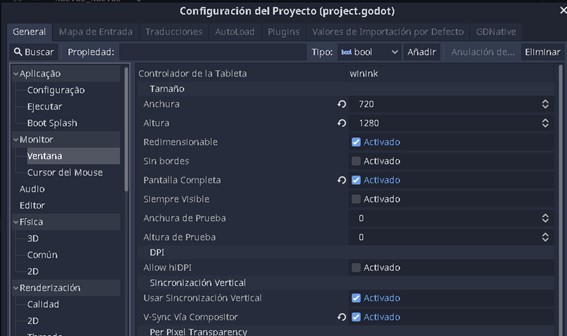 Configuración del Proyecto (project.godot)
General Mapa de Entrada Traducciones AutoLoad Plugins Valores de Importación por Defecto GDNative
Buscar Propiedad: Tipo: bool bool Añadir Anulación de... Eliminar
Aplicação
Configuração
Ejecutar
Boot Splash
Monitor
Ventana
Cursor del Mouse
Audio
Editor
Física
3D
Común
2D
Renderización
Calidad
2D
Threads
Controlador de la Tableta winink
Tamaño
Anchura 720
Altura 1280
Redimensionable Activado
Sin bordes Activado
Pantalla Completa Activado
Siempre Visible Activado
Anchura de Prueba 0
Altura de Prueba 0
DPI
Allow hiDPI Activado
Sincronización Vertical
Usar Sincronización Vertical Activado
V-Sync Vía Compositor Activado
Per Pixel Transparency